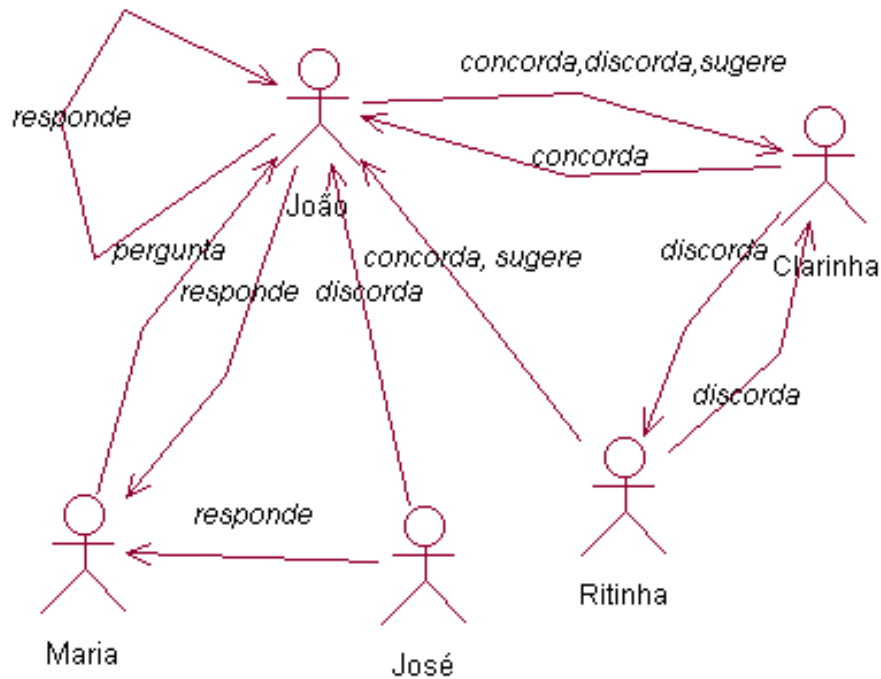 concorda,discorda,sugere
responde
concorda
João
pergunta
concorda, sugere
discorda
Clarinha
responde
discorda
discorda
responde
Ritinha
Maria
José